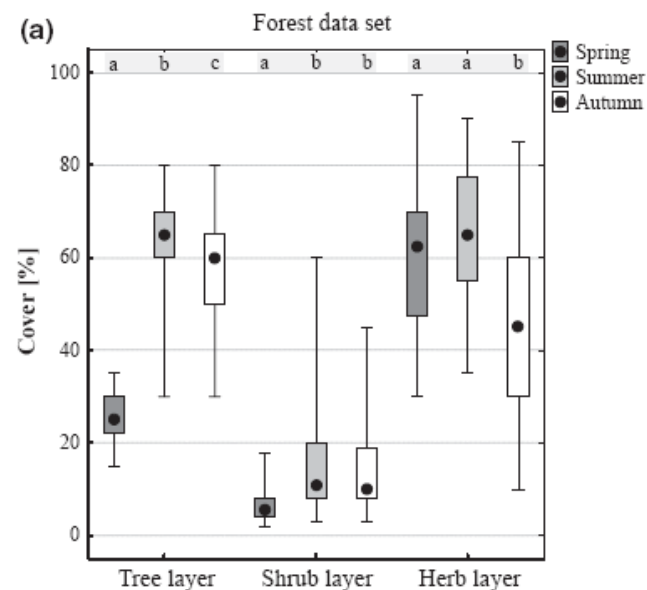 (a)
Forest data set
a b c a b b a a b
Spring
Summer
Autumn
100
80
60
40
20
0
Cover [%]
Tree layer Shrub layer Herb layer